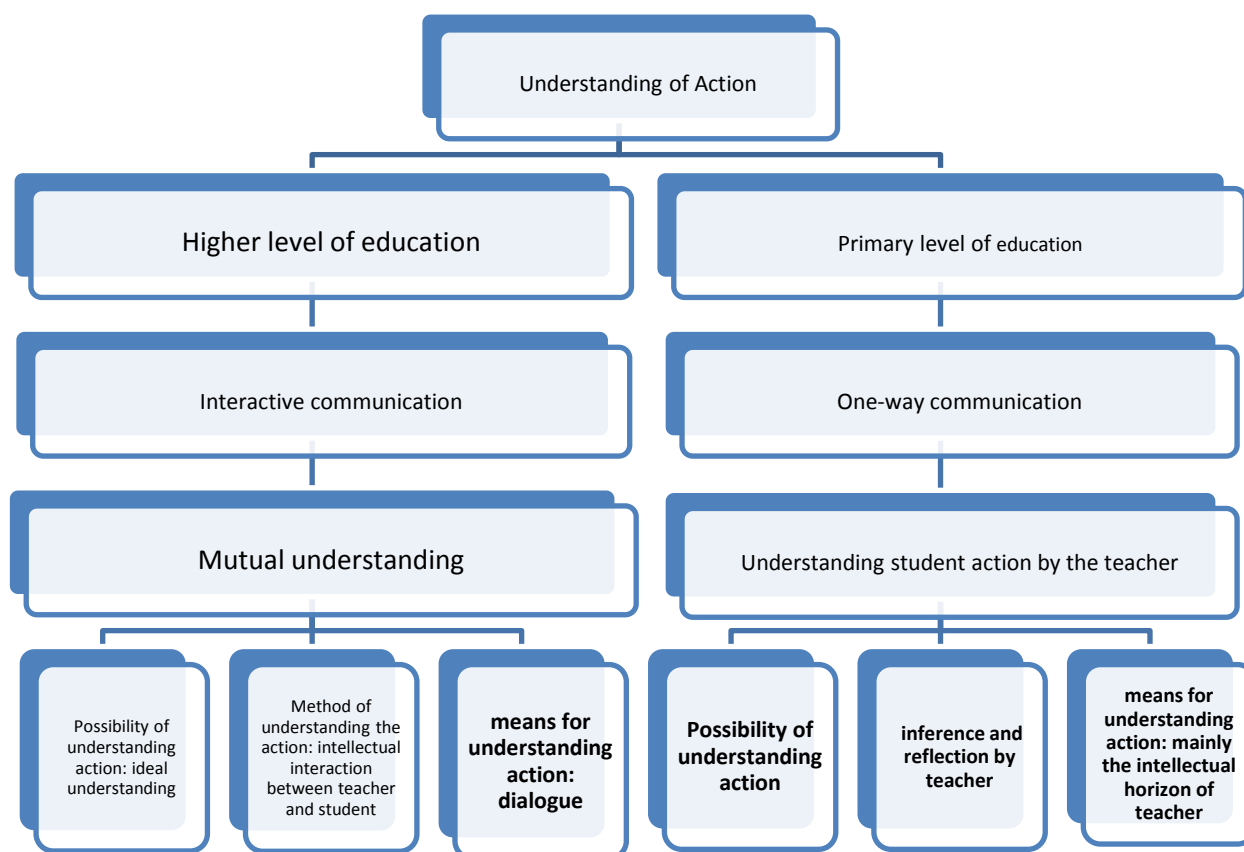 Understanding of Action
Higher level of education
Primary level of education
Interactive communication
One-way communication
Mutual understanding
Understanding student action by the teacher
Possibility of
understanding
action: ideal
understanding
Method of
understanding the
action: intellectual
interaction
between teacher
and student
means for
understanding
action:
dialogue
Possibility of
understanding
action
inference and
reflection by
teacher
means for
understanding
action: mainly
the intellectual
horizon of
teacher